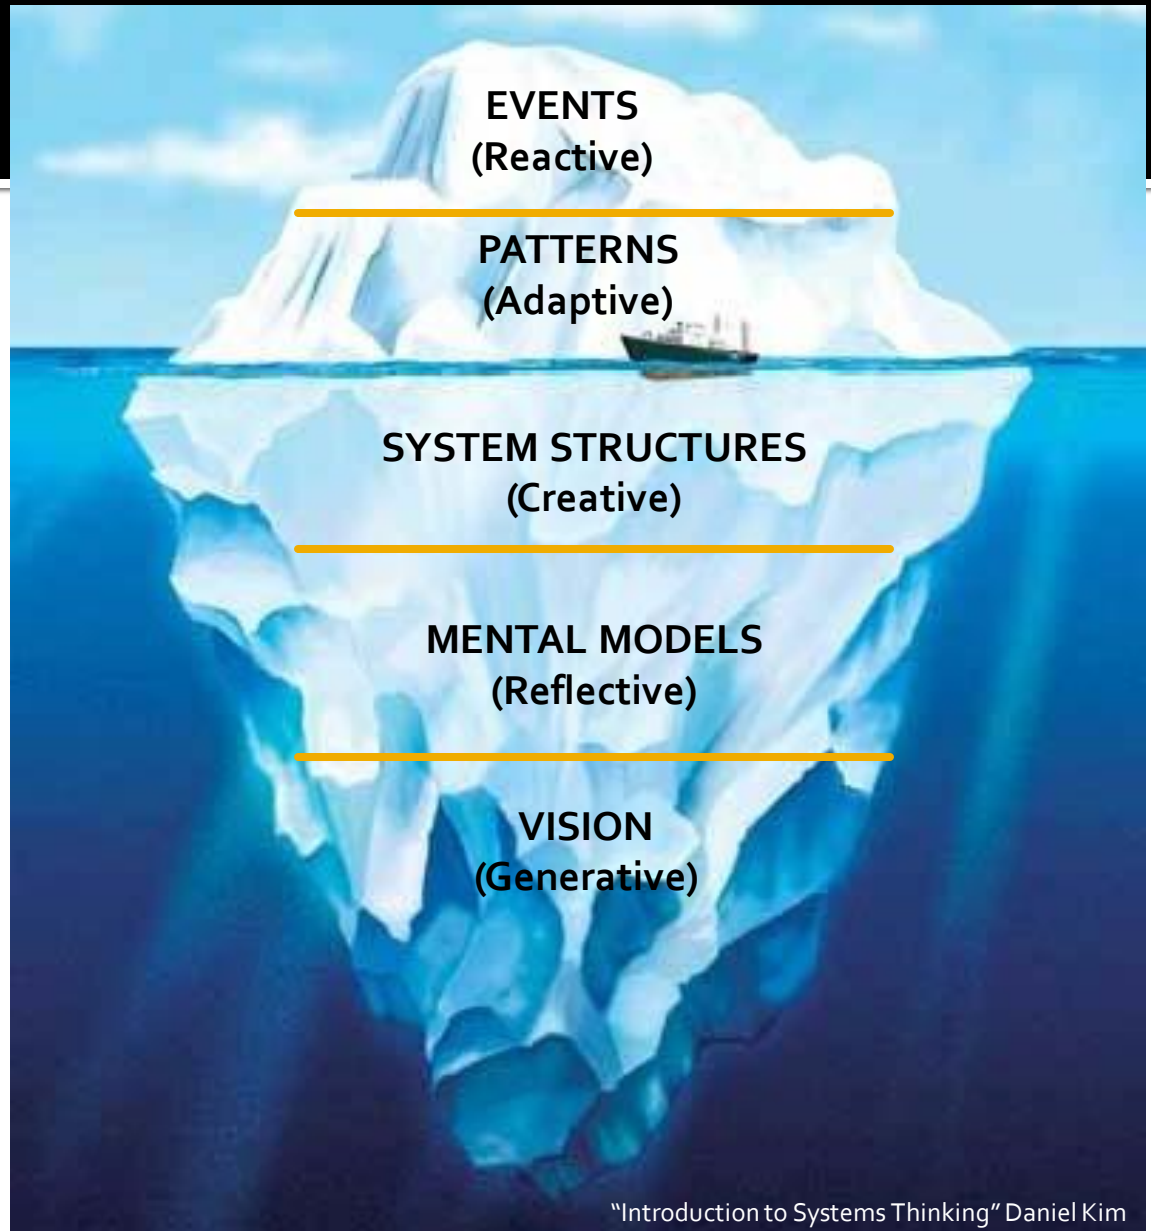 EVENTS
(Reactive)
PATTERNS
(Adaptive)
SYSTEM STRUCTURES
(Creative)
MENTAL MODELS
(Reflective)
VISION
(Generative)
“Introduction to Systems Thinking” Daniel Kim